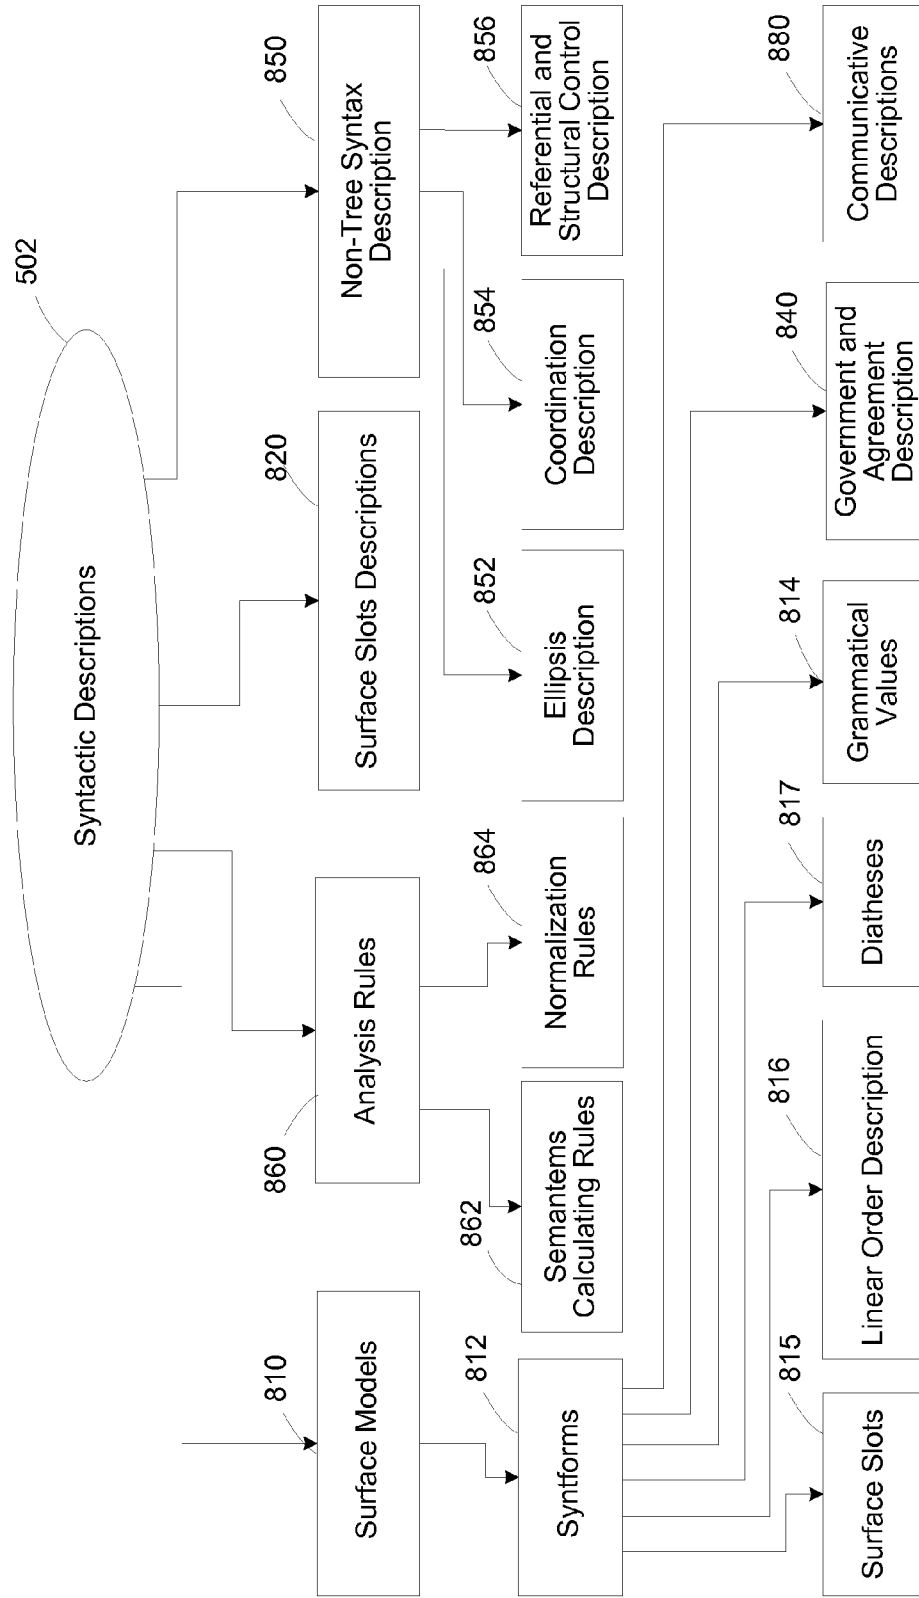 502
Syntactic Descriptions
810
Surface Models
860
Analysis Rules
820
Surface Slots Descriptions
850
Non-Tree Syntax
Description
812
Syntforms
862
Semantems
Calculating Rules
864
Normalization
Rules
852
Ellipsis
Description
854
Coordination
Description
856
Referential and
Structural Control
Description
815
Surface Slots
816
Linear Order Description
817
Diatheses
814
Grammatical
Values
840
Government and
Agreement
Description
880
Communicative
Descriptions